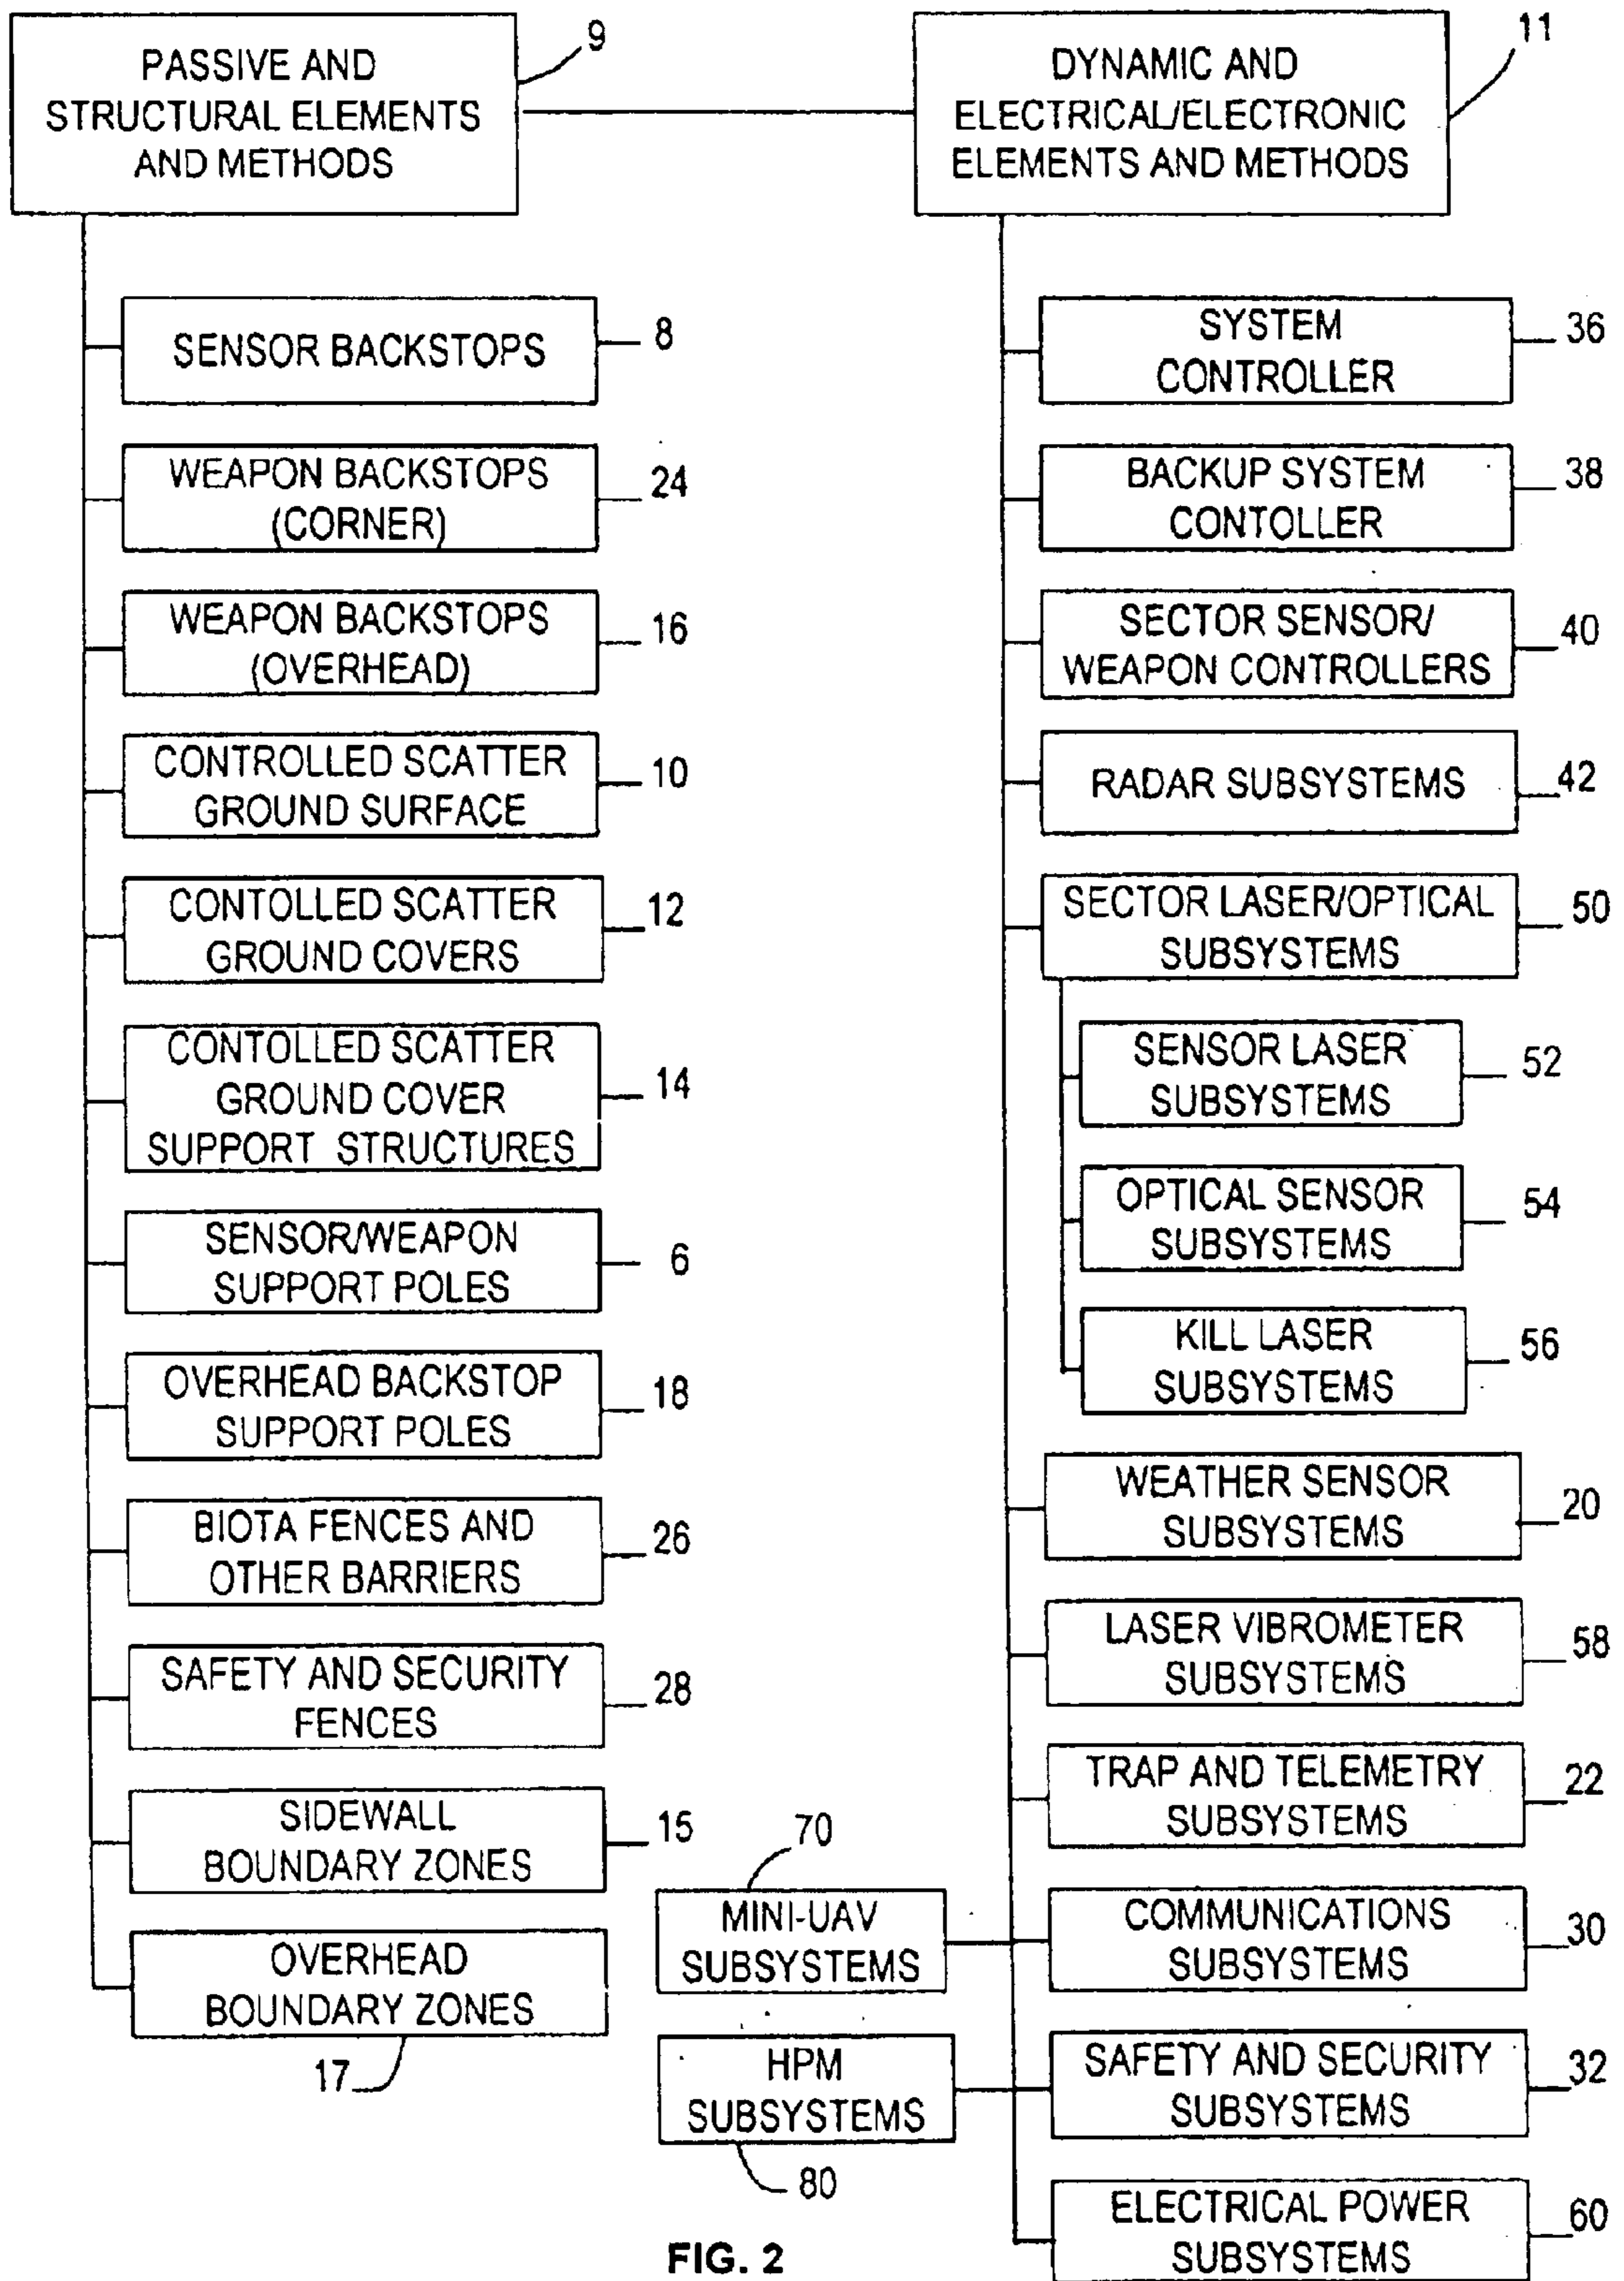 PASSIVE AND
STRUCTURAL ELEMENTS
AND METHODS
9
SENSOR BACKSTOPS
8
WEAPON BACKSTOPS
(CORNER)
24
WEAPON BACKSTOPS
(OVERHEAD)
16
CONTROLLED SCATTER
GROUND SURFACE
10
CONTOLLED SCATTER
GROUND COVERS
12
CONTOLLED SCATTER
GROUND COVER
SUPPORT STRUCTURES
14
SENSOR/WEAPON
SUPPORT POLES
6
OVERHEAD BACKSTOP
SUPPORT POLES
18
BIOTA FENCES AND
OTHER BARRIERS
26
SAFETY AND SECURITY
FENCES
28
SIDEWALL
BOUNDARY ZONES
15
OVERHEAD
BOUNDARY ZONES
17
DYNAMIC AND
ELECTRICAL/ELECTRONIC
ELEMENTS AND METHODS
11
SYSTEM
CONTROLLER
36
BACKUP SYSTEM
CONTOLLER
38
SECTOR SENSOR/
WEAPON CONTROLLERS
40
RADAR SUBSYSTEMS
42
SECTOR LASER/OPTICAL
SUBSYSTEMS
50
SENSOR LASER
SUBSYSTEMS
52
OPTICAL SENSOR
SUBSYSTEMS
54
KILL LASER
SUBSYSTEMS
56
WEATHER SENSOR
SUBSYSTEMS
20
LASER VIBROMETER
SUBSYSTEMS
58
TRAP AND TELEMETRY
SUBSYSTEMS
22
70
MINI-UAV
SUBSYSTEMS
COMMUNICATIONS
SUBSYSTEMS
30
HPM
SUBSYSTEMS
80
SAFETY AND SECURITY
SUBSYSTEMS
32
ELECTRICAL POWER
SUBSYSTEMS
60
FIG. 2